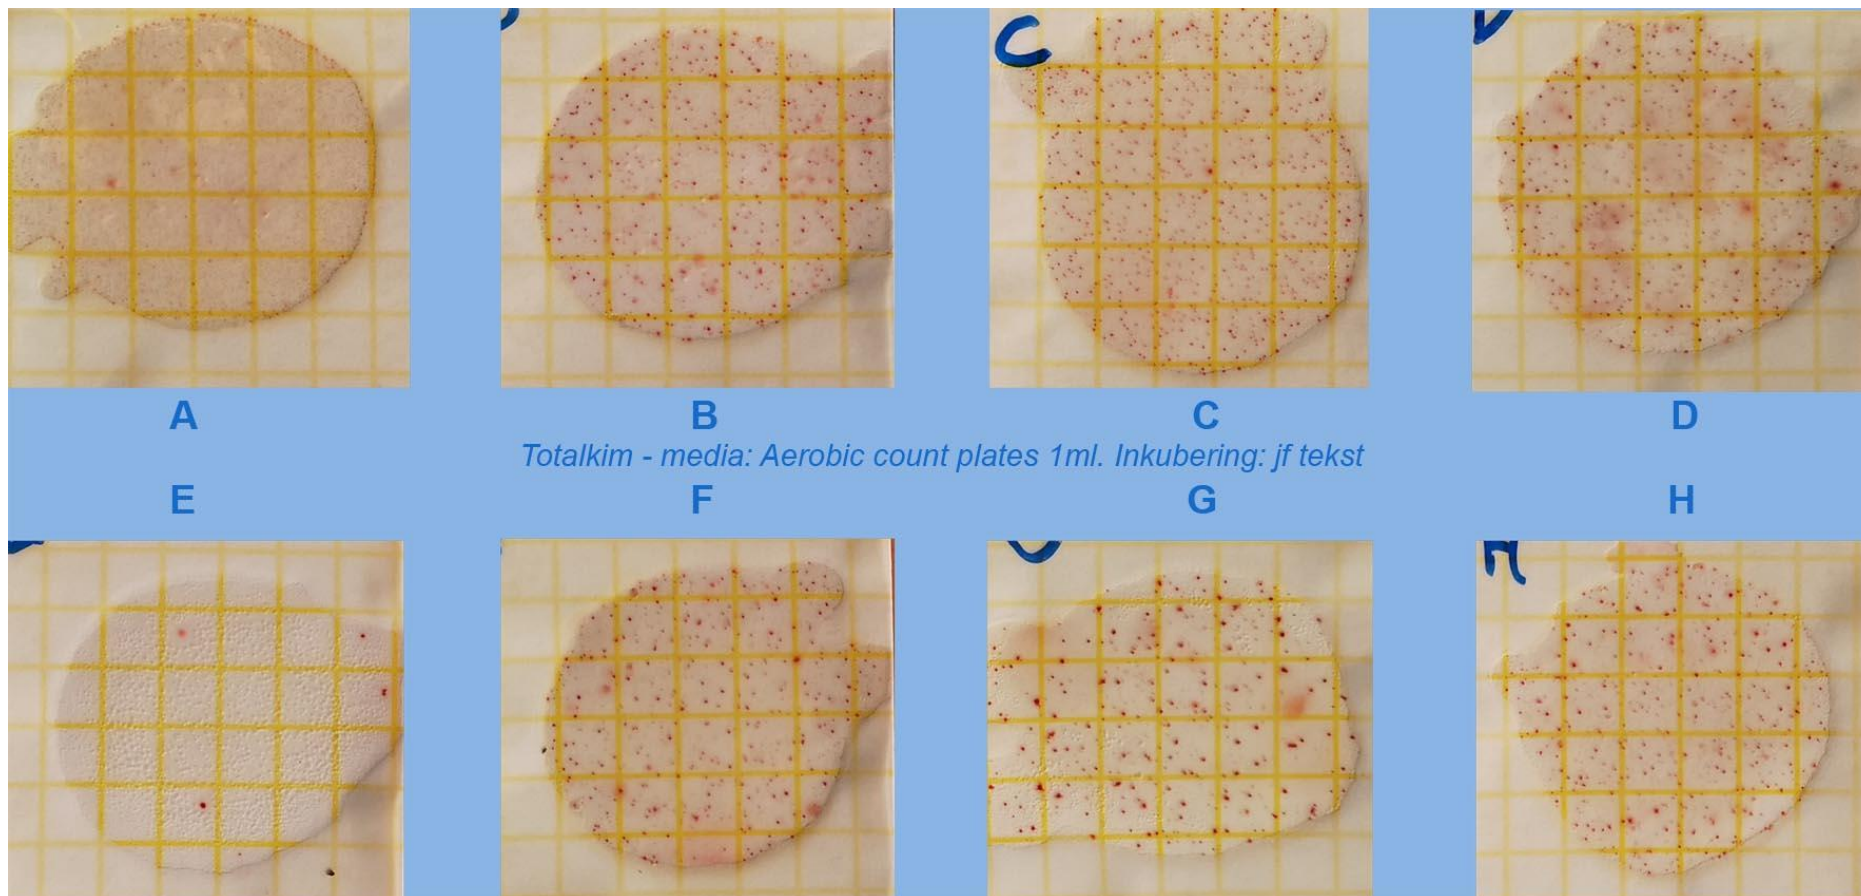 C
D
A
B
C
D
Totalkim - media: Aerobic count plates 1ml. Inkubering: jf tekst
E
F
G
H
H